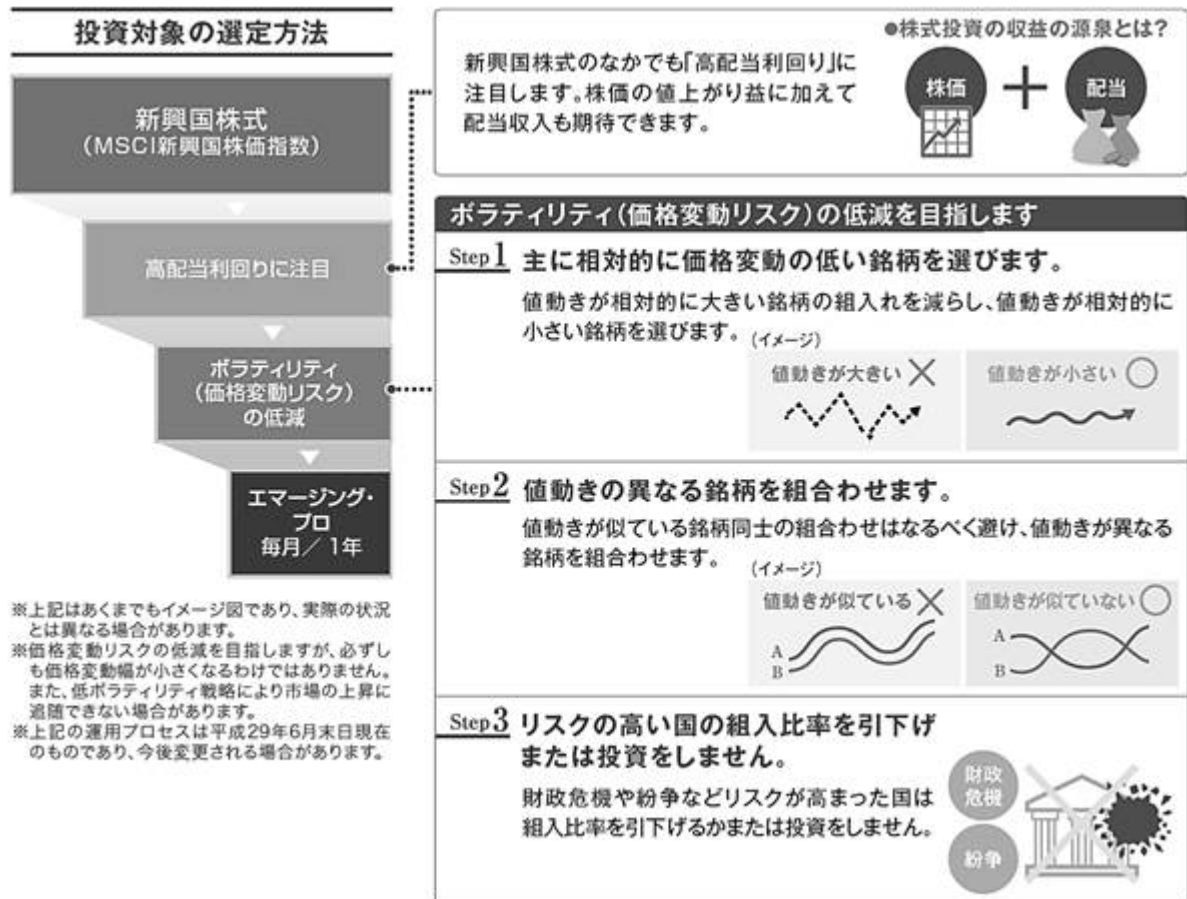 投資対象の選定方法
新興国株式
(MSCI新興国株価指数)
高配当利回りに注目
ボラティリティ
(価格変動リスク)
の低減
エマージング・
プロ
毎月／1年
※上記はあくまでもイメージ図であり、実際の状況
とは異なる場合があります。
※価格変動リスクの低減を目指しますが、必ずし
も価格変動幅が小さくなるわけではありません。
また、低ボラティリティ戦略により市場の上昇に
追随できない場合があります。
※上記の運用プロセスは平成29年6月末日現在
のものであり、今後変更される場合があります。
新興国株式のなかでも「高配当利回り」に
注目します。株価の値上がり益に加えて
配当収入も期待できます。
●株式投資の収益の源泉とは?
株価
+
配当
ボラティリティ(価格変動リスク)の低減を目指します
Step1 主に相対的に価格変動の低い銘柄を選びます。
値動きが相対的に大きい銘柄の組入れを減らし、値動きが相対的に
小さい銘柄を選びます。
(イメージ)
値動きが大きい ×
値動きが小さい ○
Step2 値動きの異なる銘柄を組合わせます。
値動きが似ている銘柄同士の組合わせはなるべく避け、値動きが異なる
銘柄を組合わせます。
(イメージ)
値動きが似ている ×
A
B
値動きが似ていない ○
A
B
Step3 リスクの高い国の組入比率を引下げ
または投資をしません。
財政危機や紛争などリスクが高まった国は
組入比率を引下げるかまたは投資をしません。
財政
危機
紛争